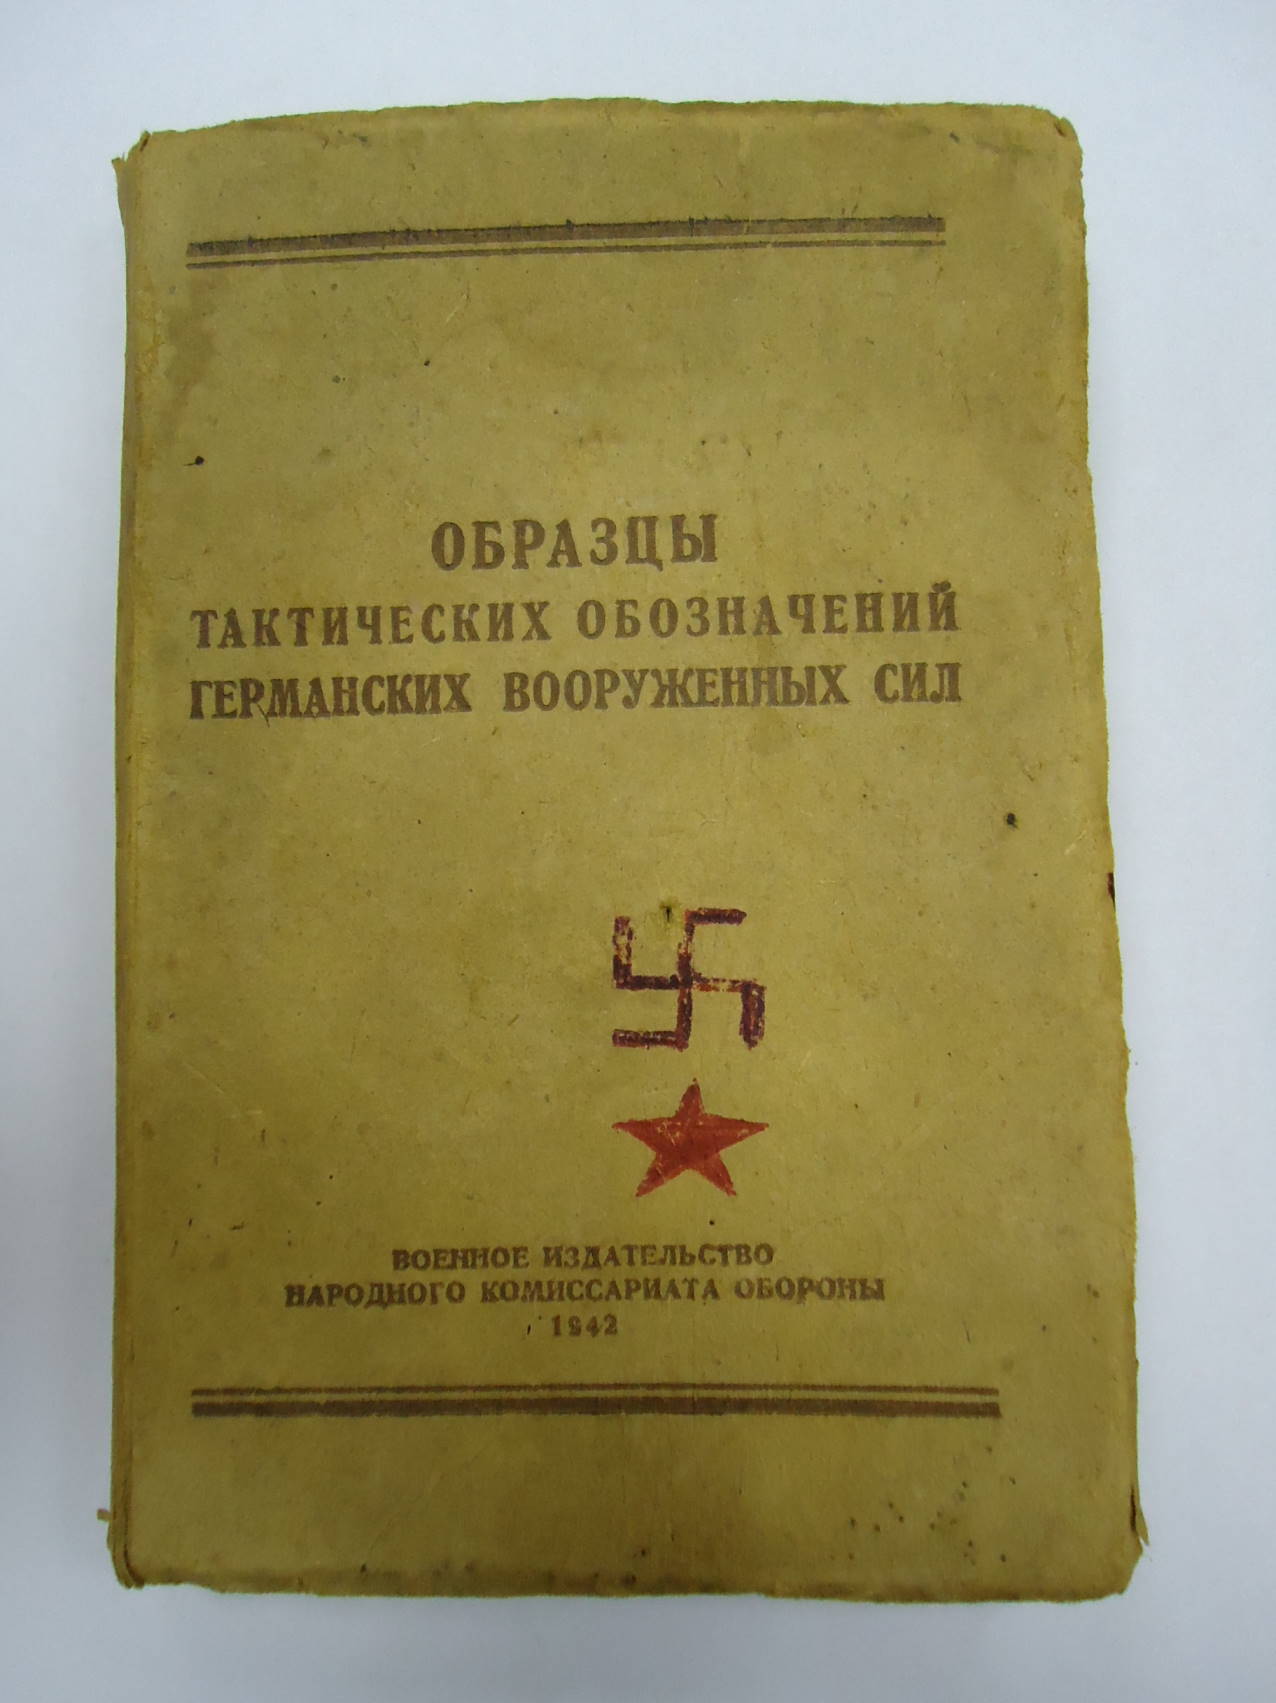 ОБРАЗЦЫ
ТАКТИЧЕСКИХ ОБОЗНАЧЕНИЙ
ГЕРМАНСКИХ ВООРУЖЕННЫХ СИЛ
ВОЕННОЕ ИЗДАТЕЛЬСТВО
НАРОДНОГО КОМИССАРИАТА ОБОРОНЫ
1942